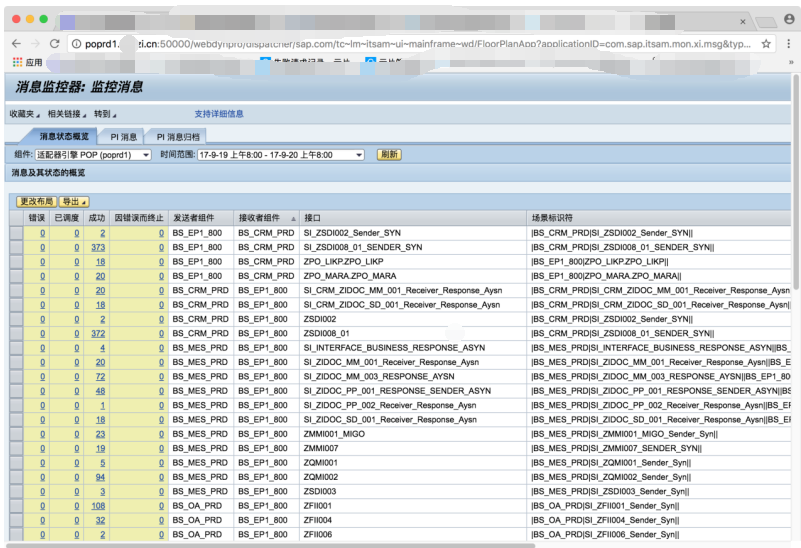 poprd1. zi.cn:50000/webdynpro/dispatcher/sap.com/tc~lm~itsam~ui~mainframe~wd/FloorPlanApp?applicationID=com.sap.itsam.mon.xi.msg&typ...
应用
消息监控器: 监控消息
收藏夹 相关链接 转到 支持详细信息
消息状态概览 PI 消息 PI 消息归档
组件: 适配器引擎 POP (poprd1) 时间范围: 17-9-19 上午8:00 - 17-9-20 上午8:00 刷新
消息及其状态的概览
更改布局 导出
错误 已调度 成功 因错误而终止 发送者组件 接收者组件 接口 场景标识符
0 0 2 0 BS_EP1_800 BS_CRM_PRD SI_ZSDI002_Sender_SYN |BS_CRM_PRD|SI_ZSDI002_Sender_SYN||
0 0 373 0 BS_EP1_800 BS_CRM_PRD SI_ZSDI008_01_SENDER_SYN |BS_CRM_PRD|SI_ZSDI008_01_SENDER_SYN||
0 0 18 0 BS_EP1_800 BS_CRM_PRD ZPO_LIKP.ZPO_LIKP |BS_EP1_800|ZPO_LIKP.ZPO_LIKP||
0 0 20 0 BS_EP1_800 BS_CRM_PRD ZPO_MARA.ZPO_MARA |BS_EP1_800|ZPO_MARA.ZPO_MARA||
0 0 20 0 BS_CRM_PRD BS_EP1_800 SI_CRM_ZIDOC_MM_001_Receiver_Response_Aysn |BS_CRM_PRD|SI_CRM_ZIDOC_MM_001_Receiver_Response_Aysn
0 0 18 0 BS_CRM_PRD BS_EP1_800 SI_CRM_ZIDOC_SD_001_Receiver_Response_Aysn |BS_CRM_PRD|SI_CRM_ZIDOC_SD_001_Receiver_Response_Aysn|
0 0 2 0 BS_CRM_PRD BS_EP1_800 ZSDI002 |BS_CRM_PRD|SI_ZSDI002_Sender_SYN||
0 0 372 0 BS_CRM_PRD BS_EP1_800 ZSDI008_01 |BS_CRM_PRD|SI_ZSDI008_01_SENDER_SYN||
0 0 4 0 BS_MES_PRD BS_EP1_800 SI_INTERFACE_BUSINESS_RESPONSE_ASYN |BS_MES_PRD|SI_INTERFACE_BUSINESS_RESPONSE_ASYN||BS_
0 0 20 0 BS_MES_PRD BS_EP1_800 SI_ZIDOC_MM_001_Receiver_Response_Aysn |BS_MES_PRD|SI_ZIDOC_MM_001_Receiver_Response_Aysn||BS_E
0 0 72 0 BS_MES_PRD BS_EP1_800 SI_ZIDOC_MM_003_RESPONSE_AYSN |BS_MES_PRD|SI_ZIDOC_MM_003_RESPONSE_AYSN||BS_EP1_80
0 0 48 0 BS_MES_PRD BS_EP1_800 SI_ZIDOC_PP_001_RESPONSE_SENDER_ASYN |BS_MES_PRD|SI_ZIDOC_PP_001_RESPONSE_SENDER_ASYN||BS
0 0 1 0 BS_MES_PRD BS_EP1_800 SI_ZIDOC_PP_002_Receiver_Response_Aysn |BS_MES_PRD|SI_ZIDOC_PP_002_Receiver_Response_Aysn||BS_E
0 0 18 0 BS_MES_PRD BS_EP1_800 SI_ZIDOC_SD_001_Receiver_Response_Aysn |BS_MES_PRD|SI_ZIDOC_SD_001_Receiver_Response_Aysn||BS_E
0 0 23 0 BS_MES_PRD BS_EP1_800 ZMMI001_MIGO |BS_MES_PRD|SI_ZMMI001_MIGO_Sender_Syn||
0 0 19 0 BS_MES_PRD BS_EP1_800 ZMMI007 |BS_MES_PRD|SI_ZMMI007_SENDER_SYN||
0 0 5 0 BS_MES_PRD BS_EP1_800 ZQMI001 |BS_MES_PRD|SI_ZQMI001_Sender_Syn||
0 0 94 0 BS_MES_PRD BS_EP1_800 ZQMI002 |BS_MES_PRD|SI_ZQMI002_Sender_Syn||
0 0 3 0 BS_MES_PRD BS_EP1_800 ZSDI003 |BS_MES_PRD|SI_ZSDI003_Sender_Syn||
0 0 108 0 BS_OA_PRD BS_EP1_800 ZFII001 |BS_OA_PRD|SI_ZFII001_Sender_Syn||
0 0 32 0 BS_OA_PRD BS_EP1_800 ZFII004 |BS_OA_PRD|SI_ZFII004_Sender_Syn||
0 0 2 0 BS_OA_PRD BS_EP1_800 ZFII006 |BS_OA_PRD|SI_ZFII006_Sender_Syn||